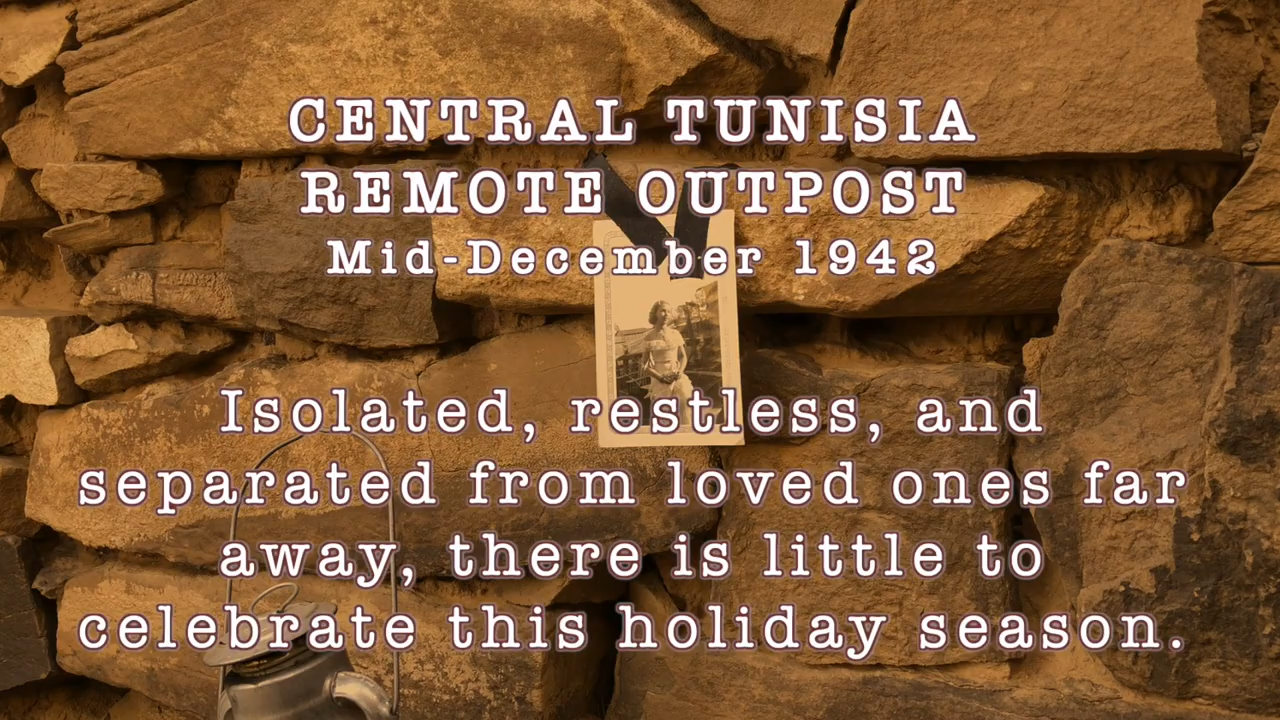 CENTRAL TUNISIA
REMOTE OUTPOST
Mid-December 1942
Isolated, restless, and
separated from loved ones far
away, there is little to
celebrate this holiday season.